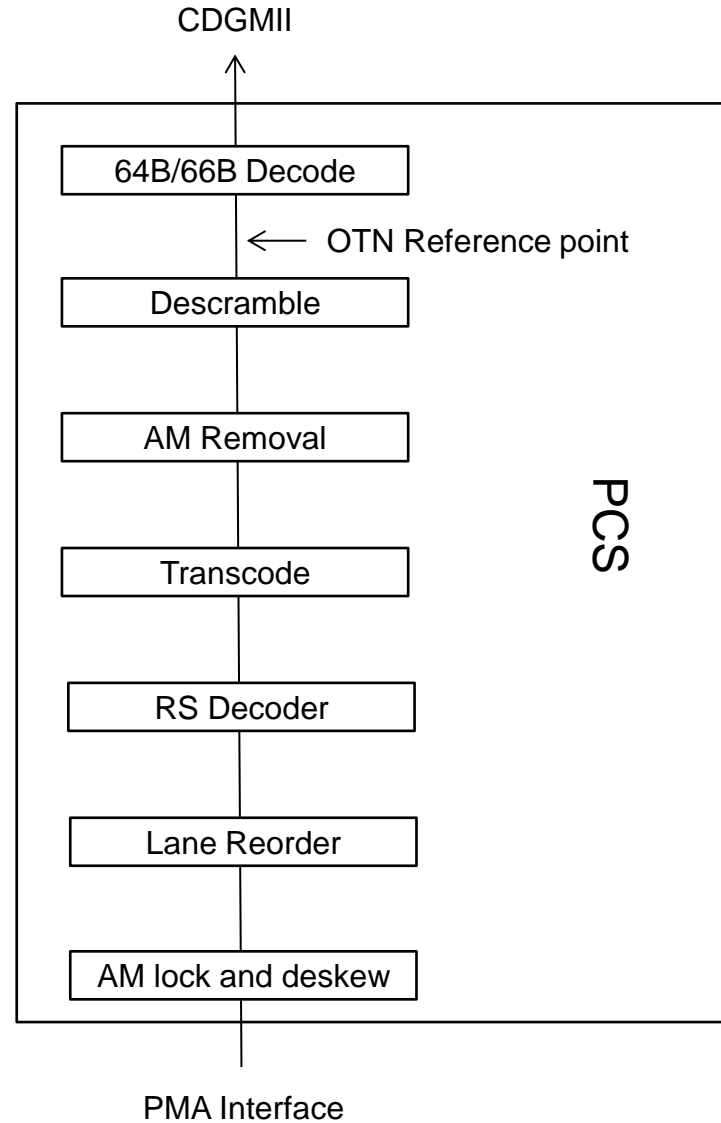 CDGMII
64B/66B Decode
OTN Reference point
Descramble
AM Removal
PCS
Transcode
RS Decoder
Lane Reorder
AM lock and deskew
PMA Interface